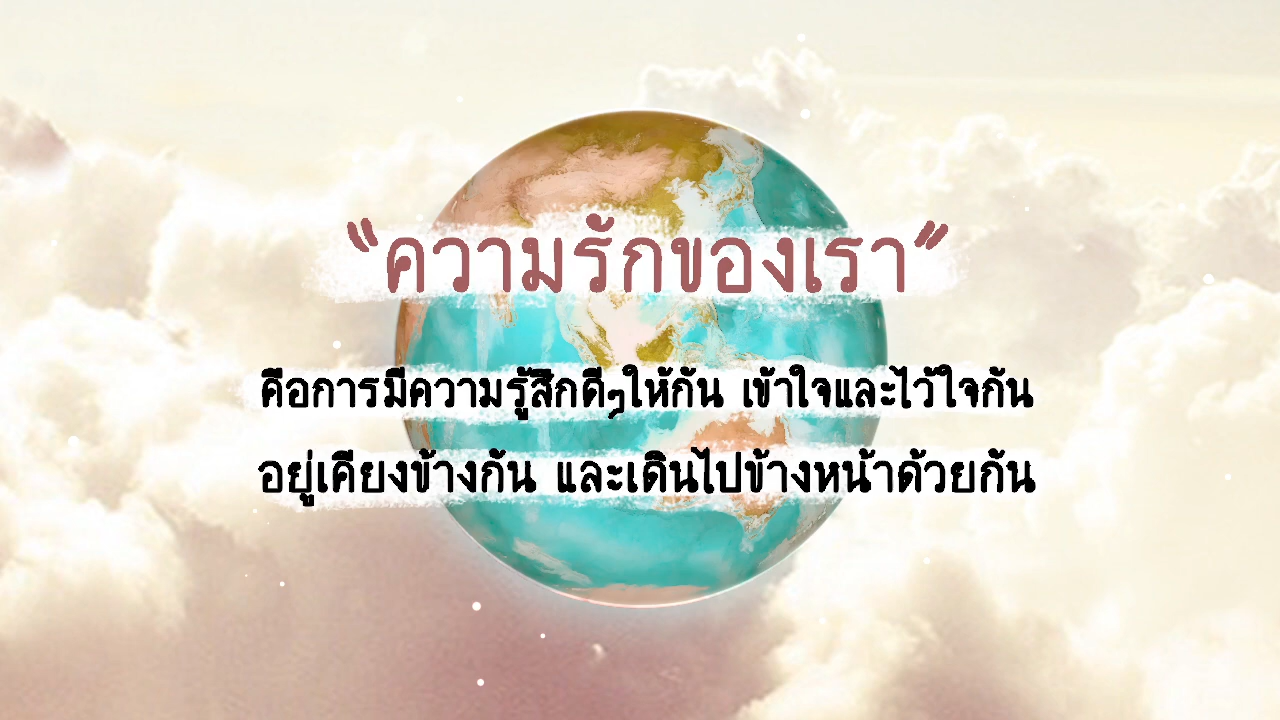 “ความรักของเรา”
คือการมีความรู้สึกดีๆให้กัน เข้าใจและไว้ใจกัน
อยู่เคียงข้างกัน และเดินไปข้างหน้าด้วยกัน